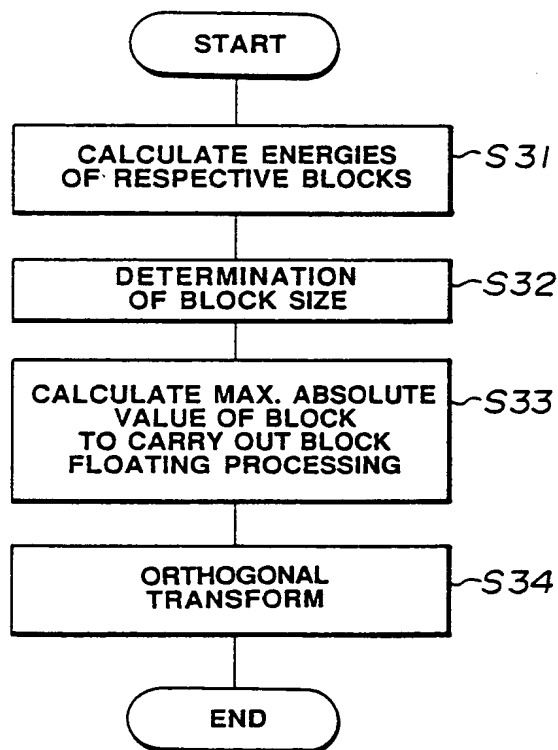 START
CALCULATE ENERGIES
OF RESPECTIVE BLOCKS
S31
DETERMINATION
OF BLOCK SIZE
S32
CALCULATE MAX. ABSOLUTE
VALUE OF BLOCK
TO CARRY OUT BLOCK
FLOATING PROCESSING
S33
ORTHOGONAL
TRANSFORM
S34
END